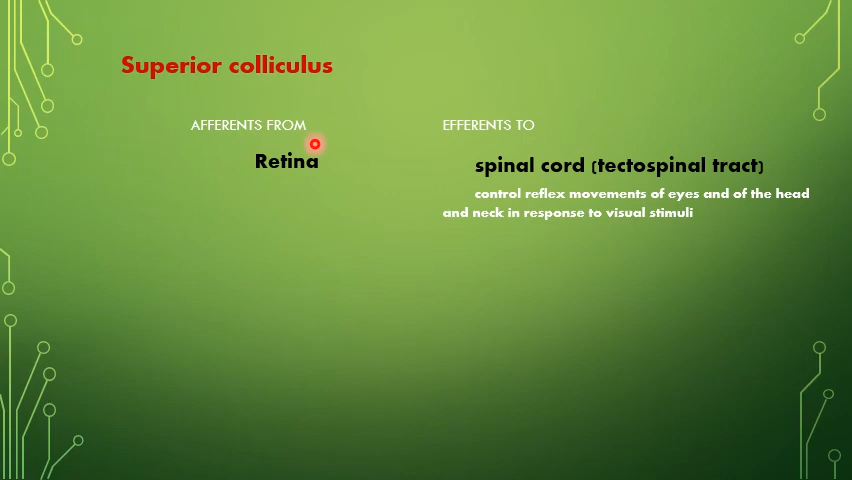 Superior colliculus
AFFERENTS FROM
Retina
EFFERENTS TO
spinal cord (tectospinal tract)
control reflex movements of eyes and of the head
and neck in response to visual stimuli